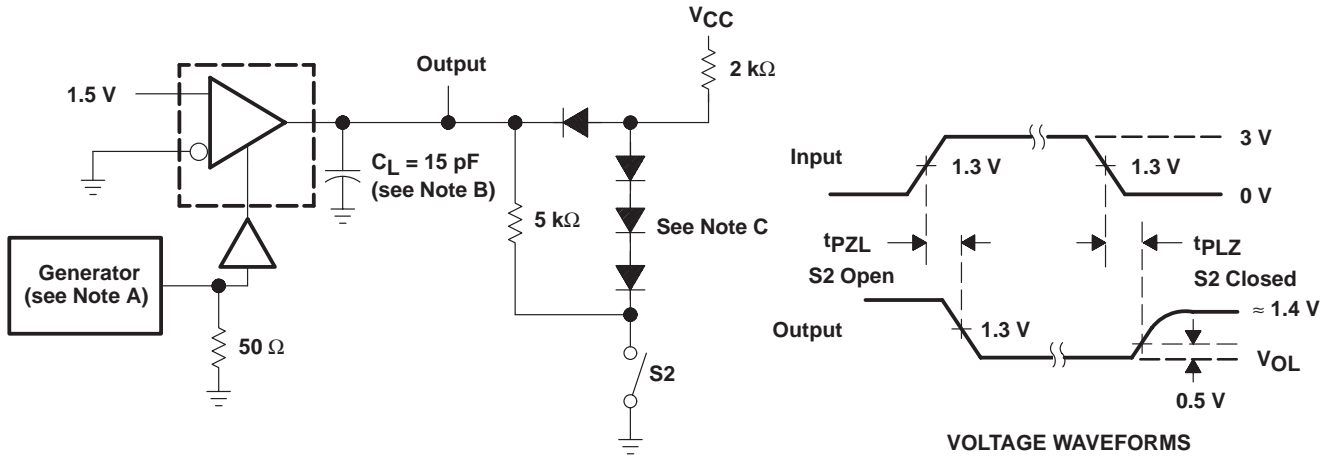 VCC
2 kΩ
Output
1.5 V
CL = 15 pF
(see Note B)
5 kΩ
See Note C
Generator
(see Note A)
50 Ω
S2
Input
3 V
1.3 V
1.3 V
0 V
tPZL
tPLZ
S2 Open
S2 Closed
≈ 1.4 V
Output
1.3 V
VOL
0.5 V
VOLTAGE WAVEFORMS